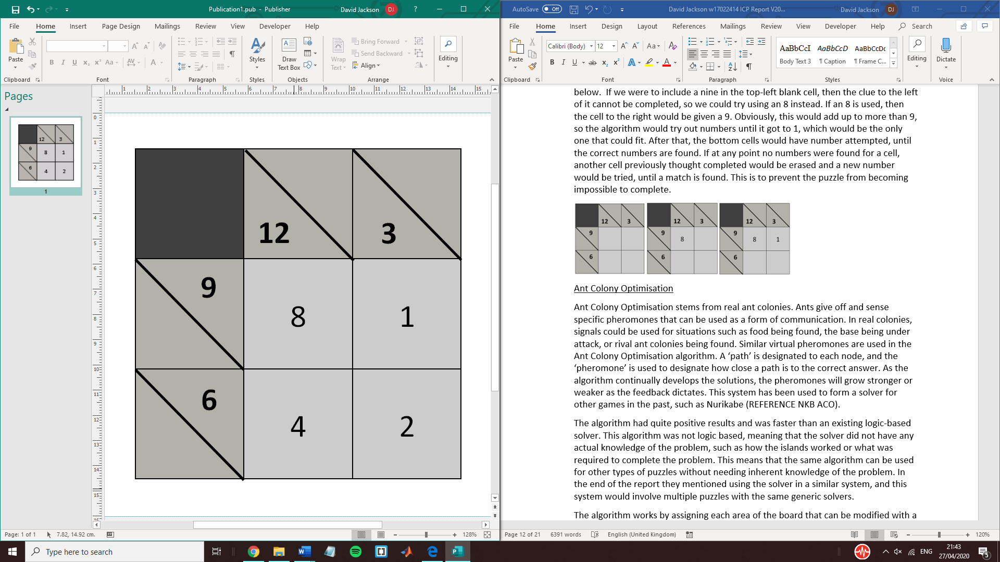 Publication1.pub - Publisher
David Jackson
DJ
?
File
Home
Insert
Page Design
Mailings
Review
View
Developer
Help
Paste
Clipboard
Font
Paragraph
Styles
Styles
Draw
Text Box
Objects
Wrap
Text
Bring Forward
Send Backward
Align
Arrange
Editing
Pages
12 3
9 8 1
6 4 2
1
12 3
9 8 1
6 4 2
Page: 1 of 1
7.82, 14.92 cm.
128%
AutoSave Off
David Jackson w17022414 ICP Report V20...
David Jackson
DJ
File
Home
Insert
Design
Layout
References
Mailings
Review
View
Developer
Help
Search
Paste
Clipboard
Calibri (Body)
12
Font
Paragraph
AaBbCcI
Body Text 3
AaBbCcD
¶ Caption
AaBbCcDc
¶ Frame C...
Styles
Editing
Dictate
Voice
below. If we were to include a nine in the top-left blank cell, then the clue to the left
of it cannot be completed, so we could try using an 8 instead. If an 8 is used, then
the cell to the right would be given a 9. Obviously, this would add up to more than 9,
so the algorithm would try out numbers until it got to 1, which would be the only
one that could fit. After that, the bottom cells would have number attempted, until
the correct numbers are found. If at any point no numbers were found for a cell,
another cell previously thought completed would be erased and a new number
would be tried, until a match is found. This is to prevent the puzzle from becoming
impossible to complete.
12 3 12 3 12 3
9 9 8 9 8 1
6 6 6
Ant Colony Optimisation
Ant Colony Optimisation stems from real ant colonies. Ants give off and sense
specific pheromones that can be used as a form of communication. In real colonies,
signals could be used for situations such as food being found, the base being under
attack, or rival ant colonies being found. Similar virtual pheromones are used in the
Ant Colony Optimisation algorithm. A ‘path’ is designated to each node, and the
‘pheromone’ is used to designate how close a path is to the correct answer. As the
algorithm continually develops the solutions, the pheromones will grow stronger or
weaker as the feedback dictates. This system has been used to form a solver for
other games in the past, such as Nurikabe (REFERENCE NKB ACO).
The algorithm had quite positive results and was faster than an existing logic-based
solver. This algorithm was not logic based, meaning that the solver did not have any
actual knowledge of the problem, such as how the islands worked or what was
required to complete the problem. This means that the same algorithm can be used
for other types of puzzles without needing inherent knowledge of the problem. In
the end of the report they mentioned using the solver in a similar system, and this
system would involve multiple puzzles with the same generic solvers.
The algorithm works by assigning each area of the board that can be modified with a
Page 12 of 21
6391 words
English (United Kingdom)
120%
Type here to search
ENG
21:43
27/04/2020
5